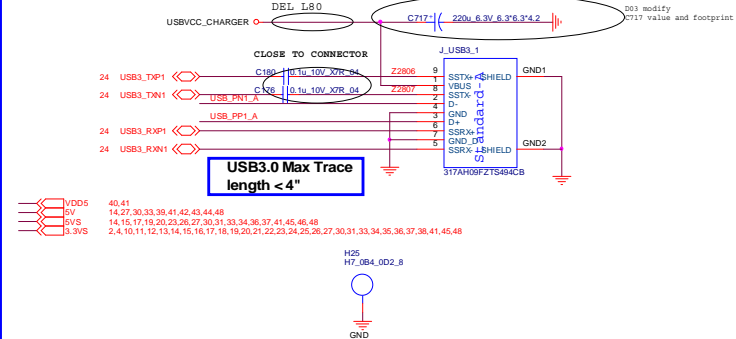 DEL L80
D03 modify
C717 value and footprint
USBVCC_CHARGER
C717 + 220u_6.3V_6.3*6.3*4.2
CLOSE TO CONNECTOR
J_USB3_1
24 USB3_TXP1 C180 0.1u_10V_X7R_04 Z2806 9 SSTX+ SHIELD GND1
1 VBUS
24 USB3_TXN1 C176 0.1u_10V_X7R_04 Z2807 8 SSTX-
USB_PN1_A 2 D-
4 GND
USB_PP1_A 3 D+
24 USB3_RXP1 6 SSRX+
7 GND_D
24 USB3_RXN1 5 SSRX- SHIELD GND2
Standard-A
317AH09FZTS494CB
USB3.0 Max Trace
length < 4"
VDD5 40,41
5V 14,27,30,33,39,41,42,43,44,48
5VS 14,15,17,19,20,23,26,27,30,31,33,34,36,37,41,45,46,48
3.3VS 2,4,10,11,12,13,14,15,16,17,18,19,20,21,22,23,24,25,26,27,30,31,33,34,35,36,37,38,41,45,48
H25
H7_0B4_0D2_8
GND